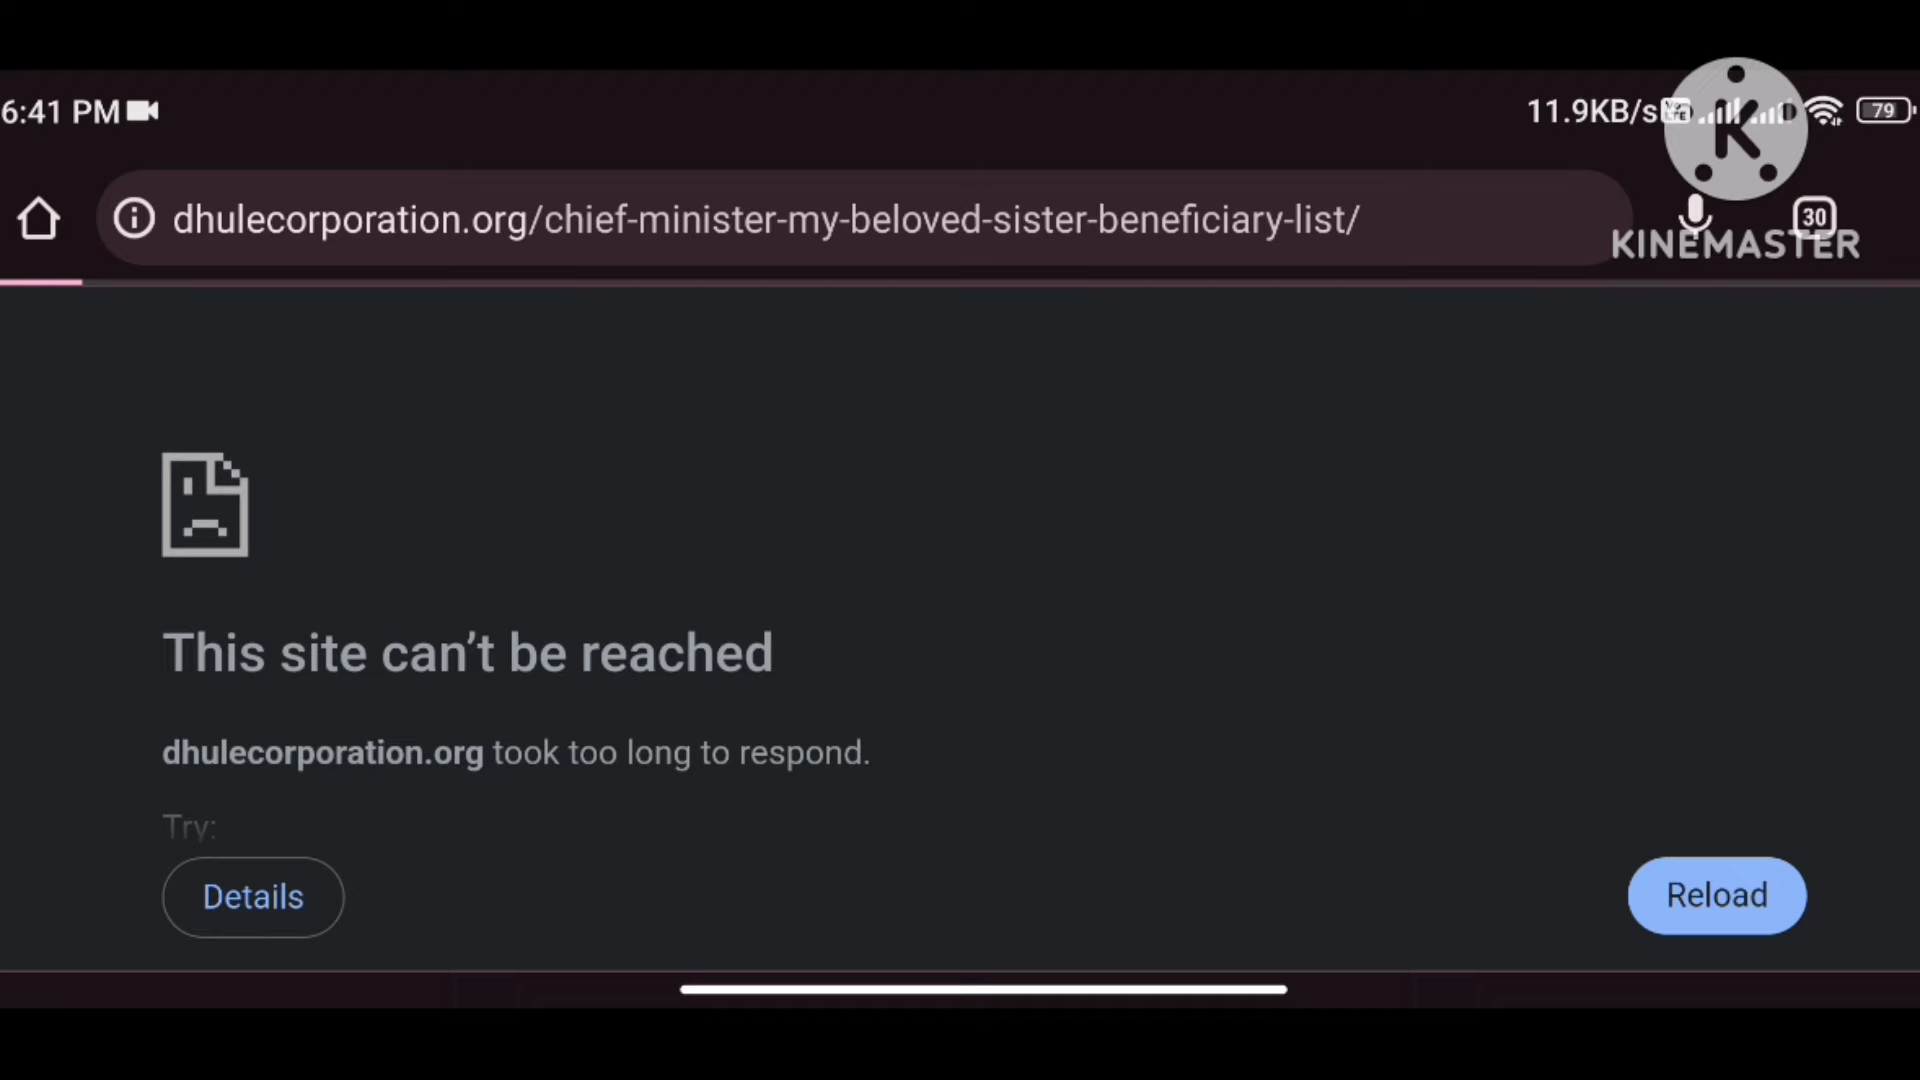 6:41 PM
11.9KB/s
79
dhulecorporation.org/chief-minister-my-beloved-sister-beneficiary-list/
30
K
KINEMASTER
This site can’t be reached
dhulecorporation.org took too long to respond.
Try:
Details
Reload